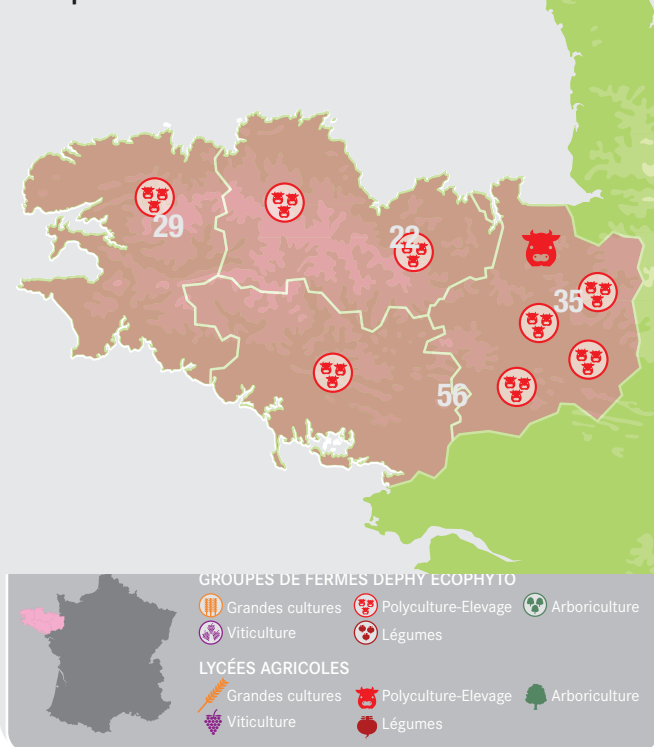 29
22
35
56
GROUPES DE FERMES DEPHY ECOPHYTO
Grandes cultures Polyculture-Elevage Arboriculture
Viticulture Légumes
LYCÉES AGRICOLES
Grandes cultures Polyculture-Elevage Arboriculture
Viticulture Légumes